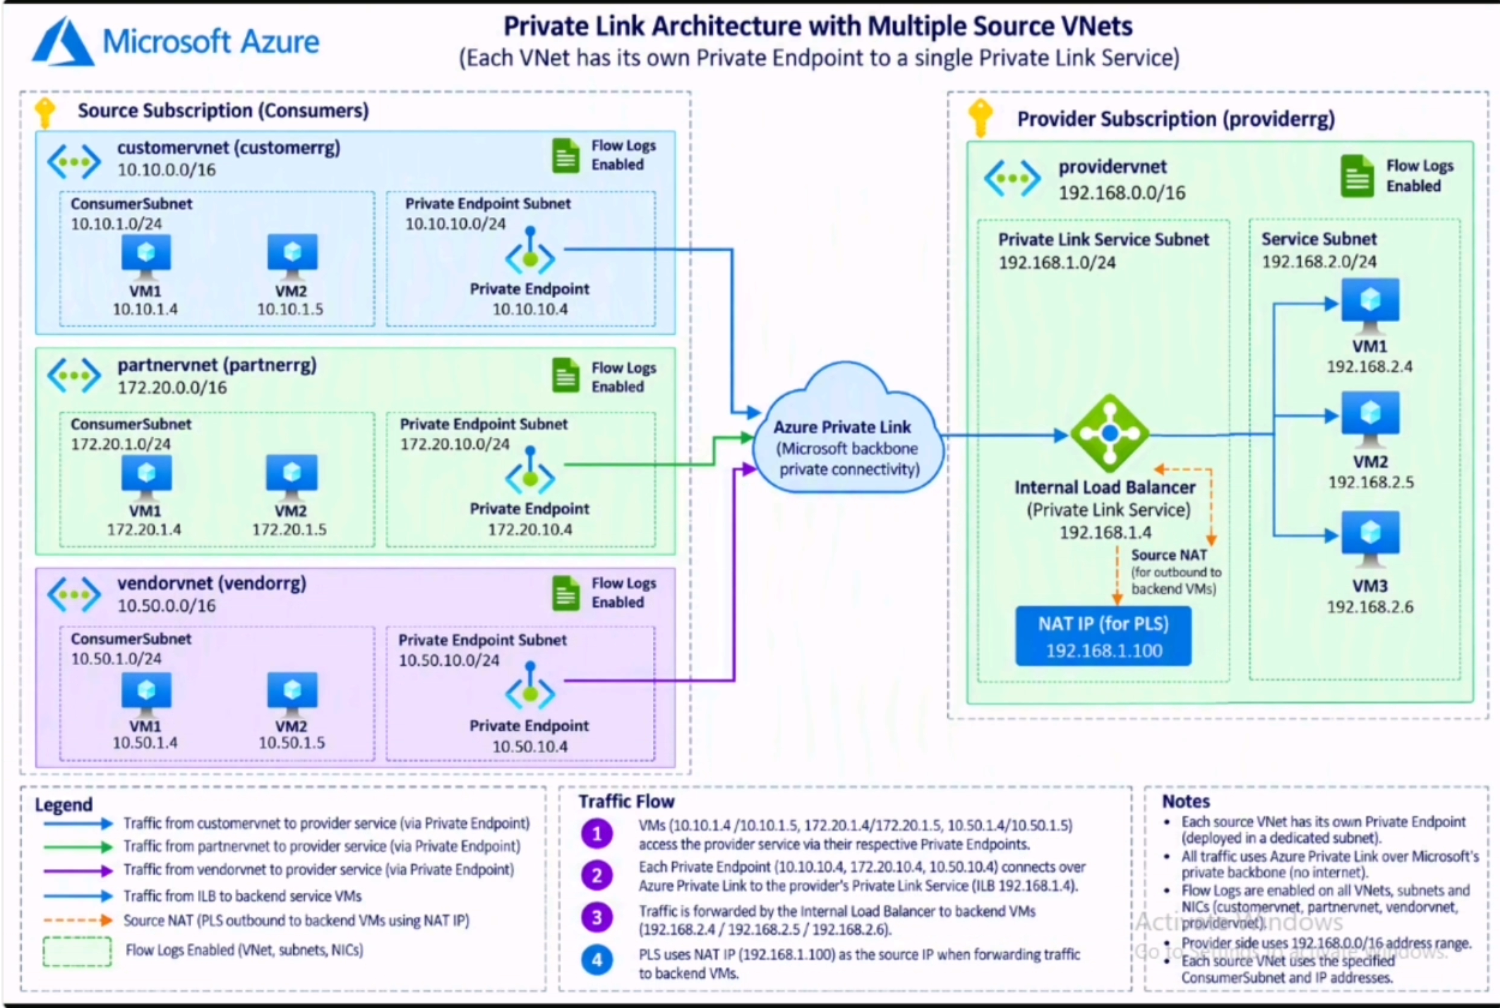 Microsoft Azure
Private Link Architecture with Multiple Source VNets
(Each VNet has its own Private Endpoint to a single Private Link Service)
Source Subscription (Consumers)
customervnet (customerrg)
10.10.0.0/16
Flow Logs
Enabled
ConsumerSubnet
10.10.1.0/24
VM1
10.10.1.4
VM2
10.10.1.5
Private Endpoint Subnet
10.10.10.0/24
Private Endpoint
10.10.10.4
partnervnet (partnerrg)
172.20.0.0/16
Flow Logs
Enabled
ConsumerSubnet
172.20.1.0/24
VM1
172.20.1.4
VM2
172.20.1.5
Private Endpoint Subnet
172.20.10.0/24
Private Endpoint
172.20.10.4
vendorvnet (vendorrg)
10.50.0.0/16
Flow Logs
Enabled
ConsumerSubnet
10.50.1.0/24
VM1
10.50.1.4
VM2
10.50.1.5
Private Endpoint Subnet
10.50.10.0/24
Private Endpoint
10.50.10.4
Azure Private Link
(Microsoft backbone
private connectivity)
Provider Subscription (providerrg)
providervnet
192.168.0.0/16
Flow Logs
Enabled
Private Link Service Subnet
192.168.1.0/24
Internal Load Balancer
(Private Link Service)
192.168.1.4
Source NAT
(for outbound to
backend VMs)
NAT IP (for PLS)
192.168.1.100
Service Subnet
192.168.2.0/24
VM1
192.168.2.4
VM2
192.168.2.5
VM3
192.168.2.6
Legend
Traffic from customervnet to provider service (via Private Endpoint)
Traffic from partnervnet to provider service (via Private Endpoint)
Traffic from vendorvnet to provider service (via Private Endpoint)
Traffic from ILB to backend service VMs
Source NAT (PLS outbound to backend VMs using NAT IP)
Flow Logs Enabled (VNet, subnets, NICs)
Traffic Flow
1 VMs (10.10.1.4 /10.10.1.5, 172.20.1.4/172.20.1.5, 10.50.1.4/10.50.1.5)
access the provider service via their respective Private Endpoints.
2 Each Private Endpoint (10.10.10.4, 172.20.10.4, 10.50.10.4) connects over
Azure Private Link to the provider's Private Link Service (ILB 192.168.1.4).
3 Traffic is forwarded by the Internal Load Balancer to backend VMs
(192.168.2.4 / 192.168.2.5 / 192.168.2.6).
4 PLS uses NAT IP (192.168.1.100) as the source IP when forwarding traffic
to backend VMs.
Notes
• Each source VNet has its own Private Endpoint
(deployed in a dedicated subnet).
• All traffic uses Azure Private Link over Microsoft's
private backbone (no internet).
• Flow Logs are enabled on all VNets, subnets and
NICs (customervnet, partnervnet, vendorvnet,
providervnet).
• Provider side uses 192.168.0.0/16 address range.
• Each source VNet uses the specified
ConsumerSubnet and IP addresses.
Activate Windows
Go to Settings to activate Windows.